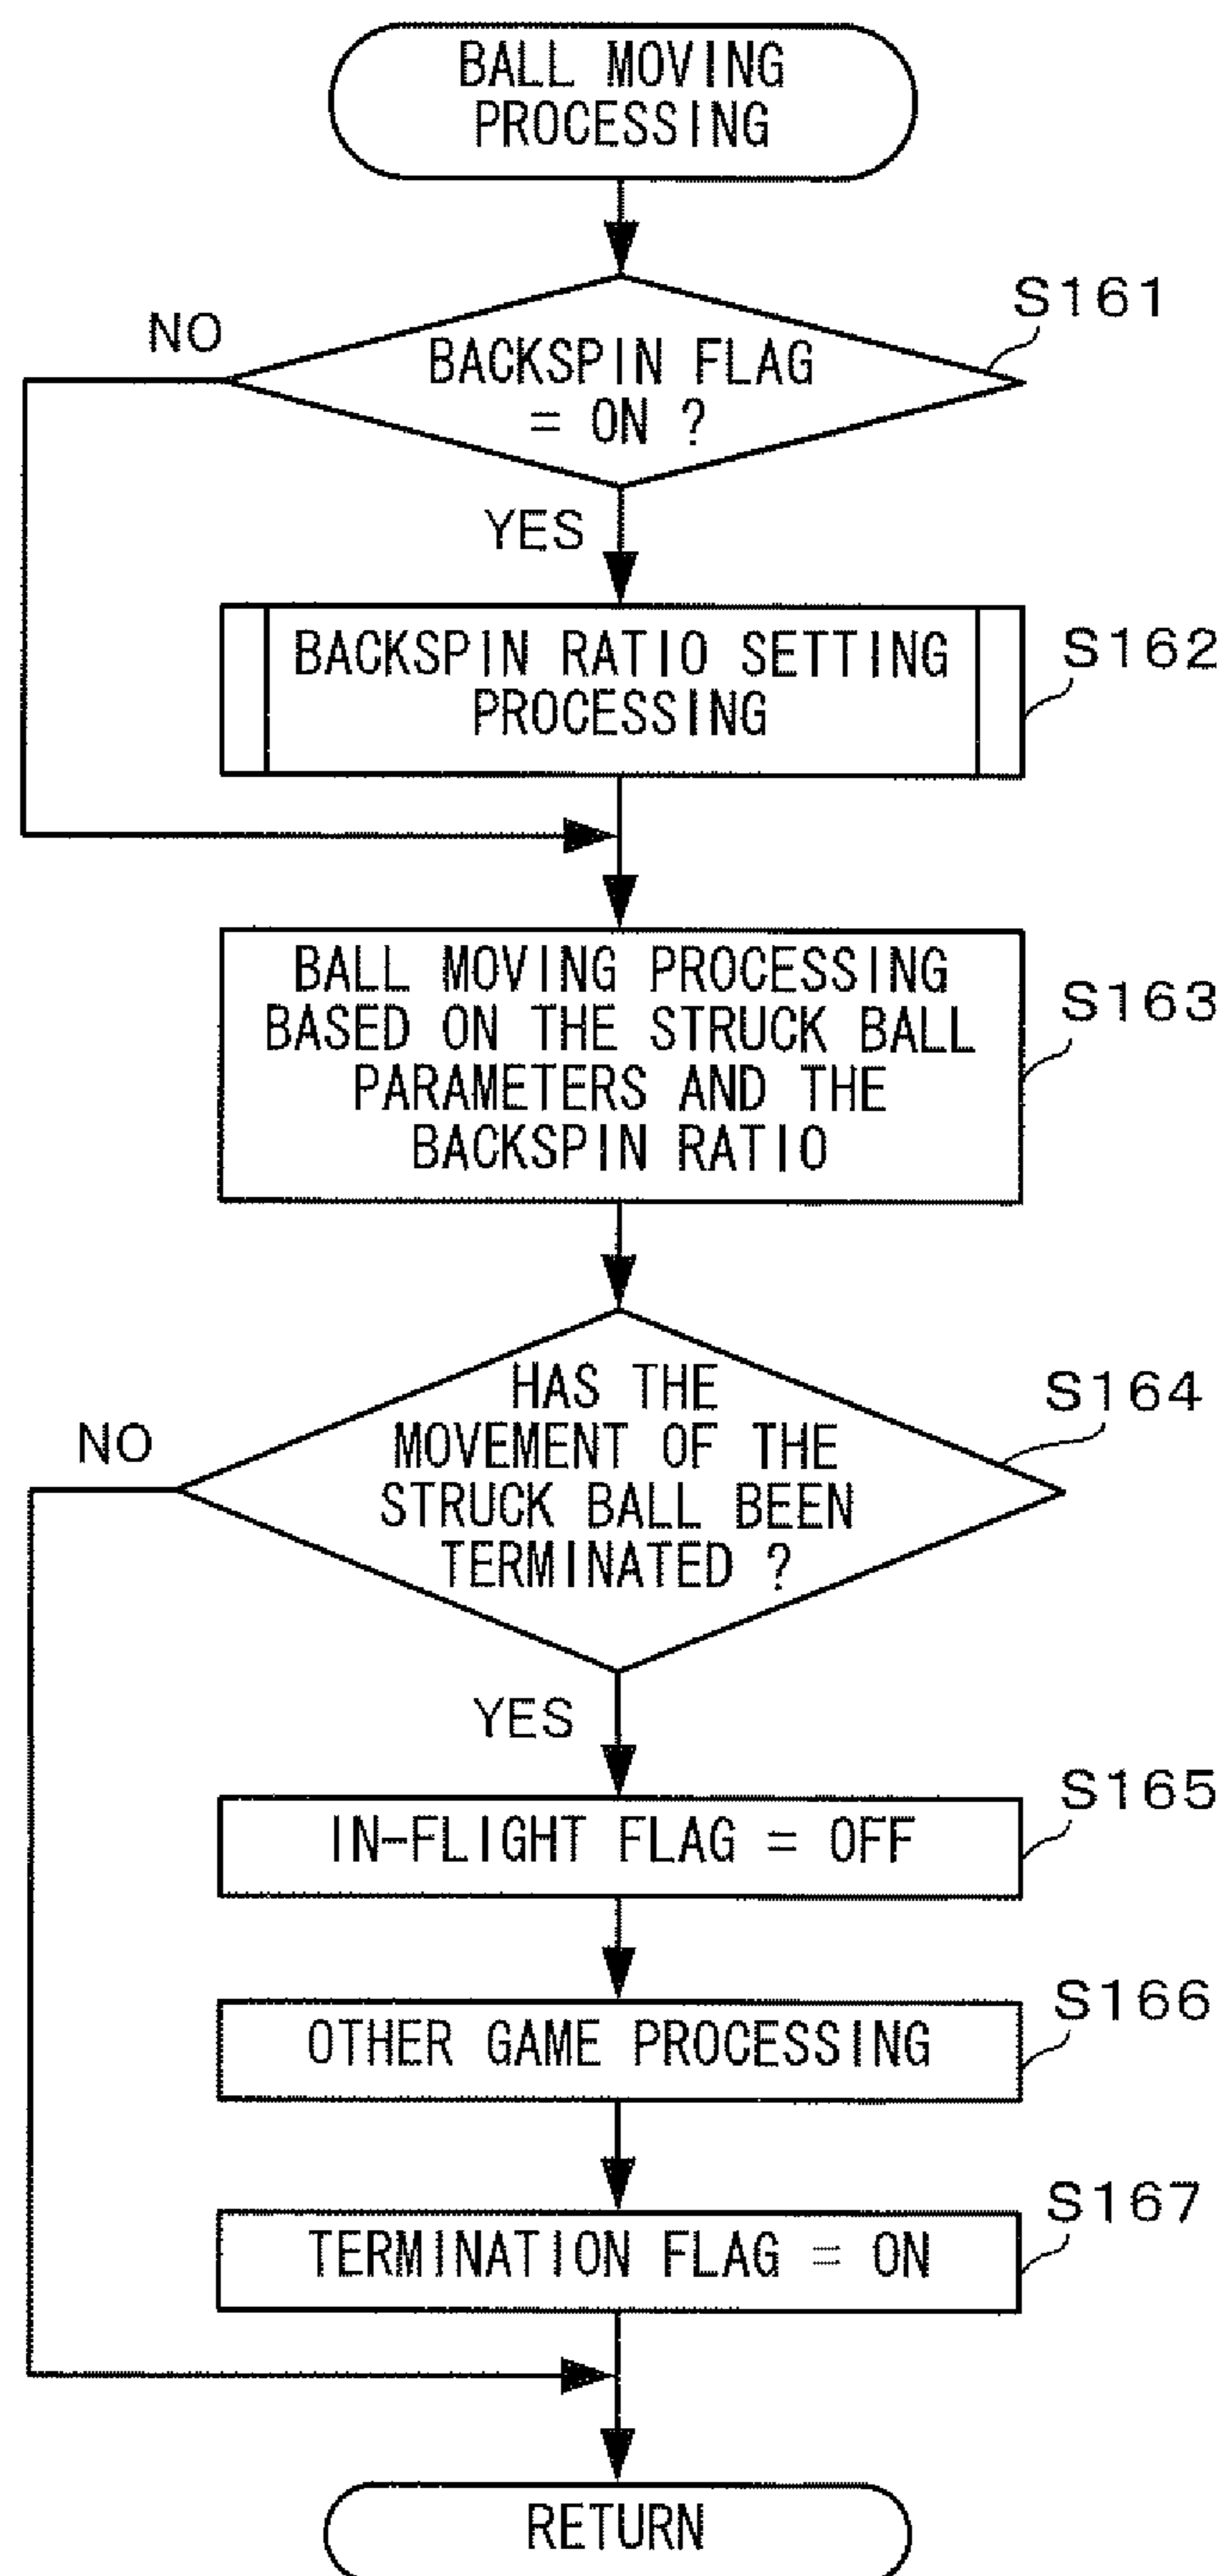 BALL MOVING
PROCESSING
S161
NO
BACKSPIN FLAG
= ON ?
YES
BACKSPIN RATIO SETTING
PROCESSING
S162
BALL MOVING PROCESSING
BASED ON THE STRUCK BALL
PARAMETERS AND THE
BACKSPIN RATIO
S163
HAS THE
MOVEMENT OF THE
STRUCK BALL BEEN
TERMINATED ?
S164
NO
YES
S165
IN-FLIGHT FLAG = OFF
S166
OTHER GAME PROCESSING
S167
TERMINATION FLAG = ON
RETURN